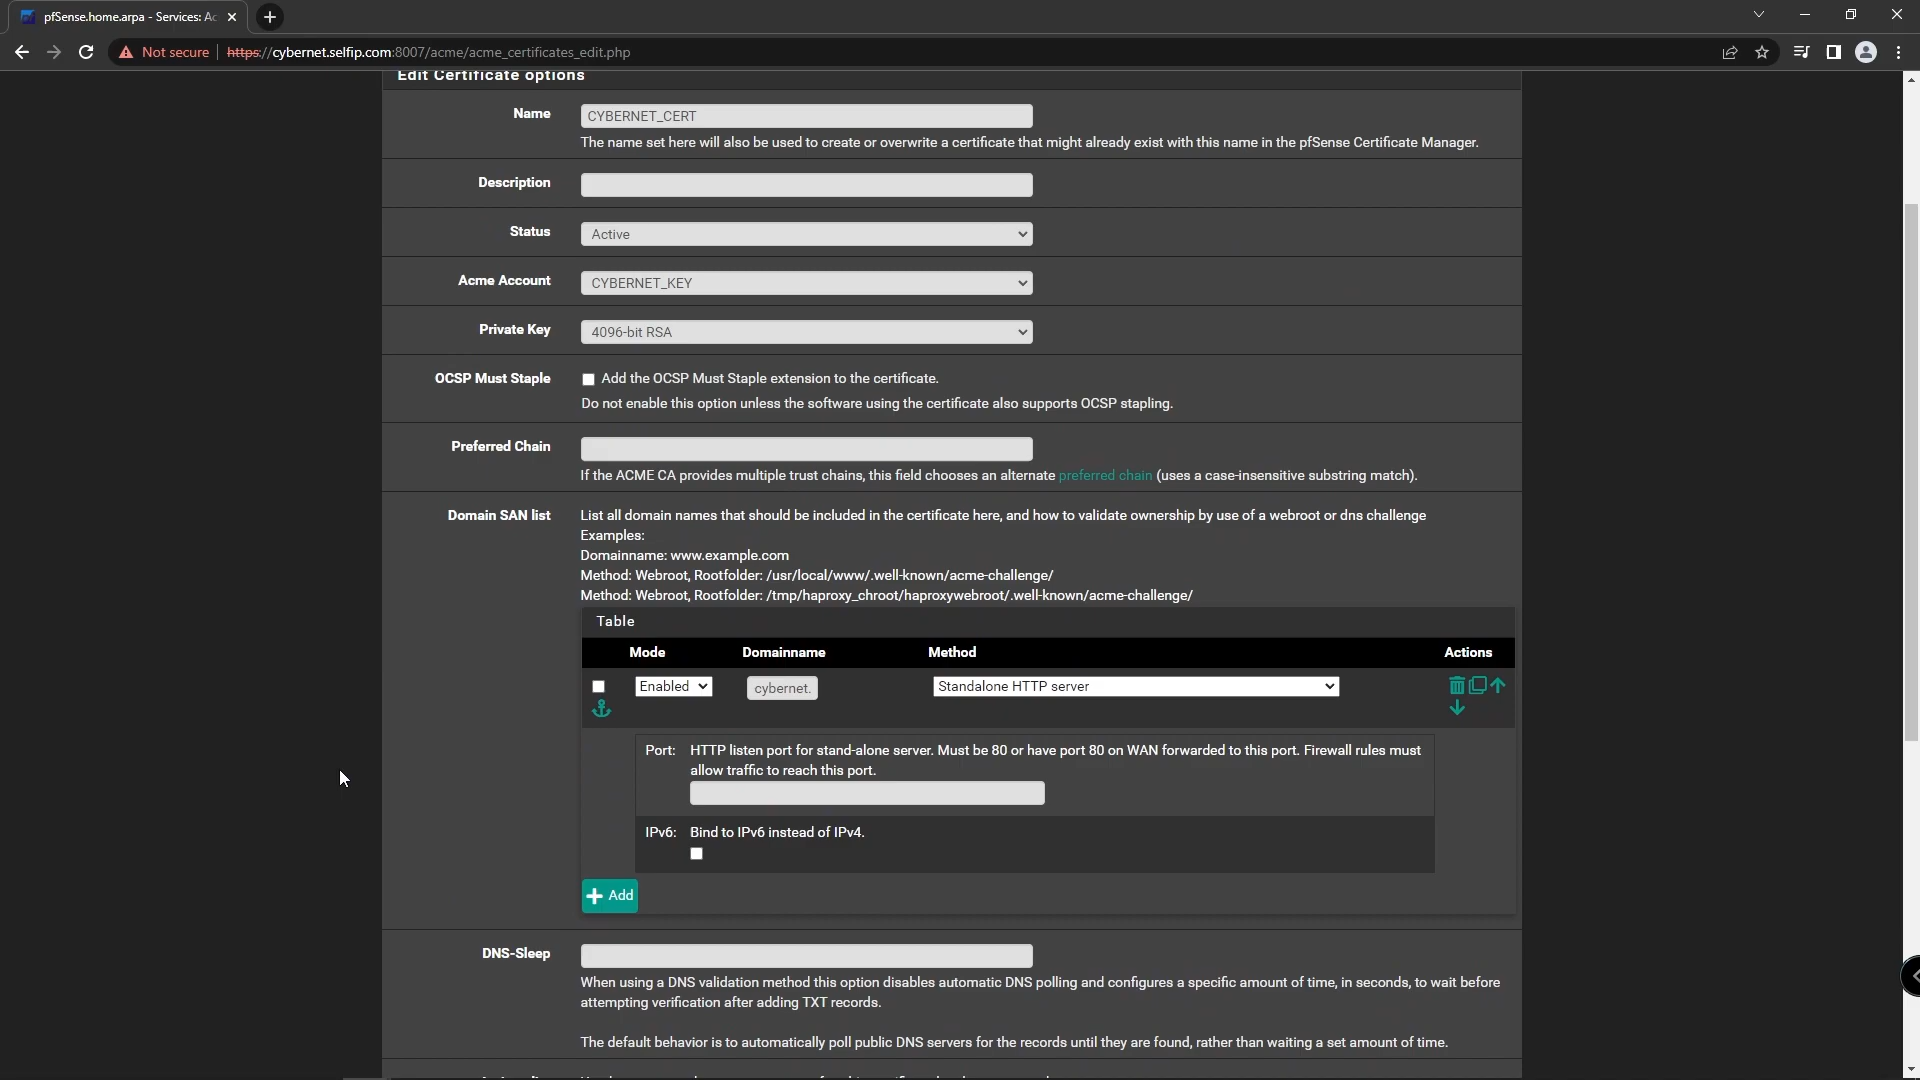 pfSense.home.arpa - Services: Ac
Not secure
https://cybernet.selfip.com:8007/acme/acme_certificates_edit.php
Edit Certificate options
Name
CYBERNET_CERT
The name set here will also be used to create or overwrite a certificate that might already exist with this name in the pfSense Certificate Manager.
Description
Status
Active
Acme Account
CYBERNET_KEY
Private Key
4096-bit RSA
OCSP Must Staple
Add the OCSP Must Staple extension to the certificate.
Do not enable this option unless the software using the certificate also supports OCSP stapling.
Preferred Chain
If the ACME CA provides multiple trust chains, this field chooses an alternate preferred chain (uses a case-insensitive substring match).
Domain SAN list
List all domain names that should be included in the certificate here, and how to validate ownership by use of a webroot or dns challenge
Examples:
Domainname: www.example.com
Method: Webroot, Rootfolder: /usr/local/www/.well-known/acme-challenge/
Method: Webroot, Rootfolder: /tmp/haproxy_chroot/haproxywebroot/.well-known/acme-challenge/
Table
Mode Domainname Method Actions
Enabled cybernet. Standalone HTTP server
Port: HTTP listen port for stand-alone server. Must be 80 or have port 80 on WAN forwarded to this port. Firewall rules must
allow traffic to reach this port.
IPv6: Bind to IPv6 instead of IPv4.
Add
DNS-Sleep
When using a DNS validation method this option disables automatic DNS polling and configures a specific amount of time, in seconds, to wait before
attempting verification after adding TXT records.
The default behavior is to automatically poll public DNS servers for the records until they are found, rather than waiting a set amount of time.